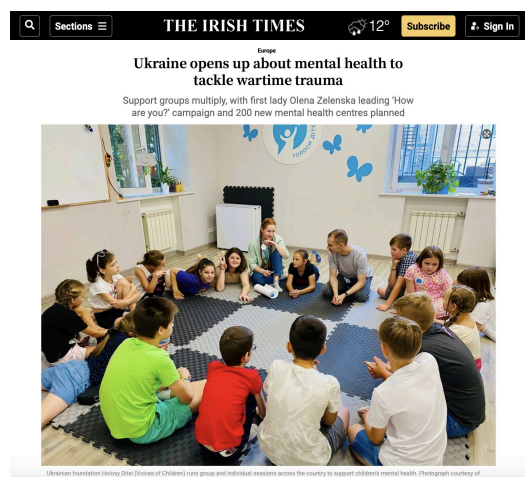 Sections
THE IRISH TIMES
12°
Subscribe
Sign In
Europe
Ukraine opens up about mental health to
tackle wartime trauma
Support groups multiply, with first lady Olena Zelenska leading 'How
are you?' campaign and 200 new mental health centres planned
ГОЛОСИ ДІТЕЙ
Ukrainian foundation Holosy Ditei (Voices of Children) runs group and individual sessions across the country to support children's mental health. Photograph courtesy of